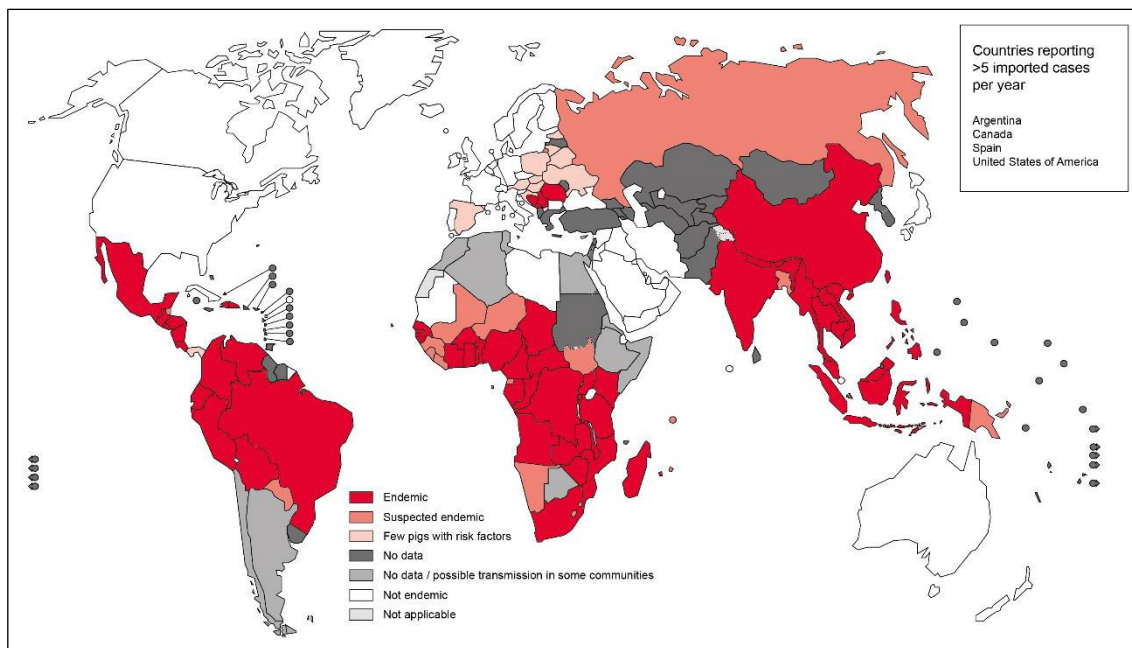 Countries reporting
>5 imported cases
per year
Argentina
Canada
Spain
United States of America
Endemic
Suspected endemic
Few pigs with risk factors
No data
No data / possible transmission in some communities
Not endemic
Not applicable